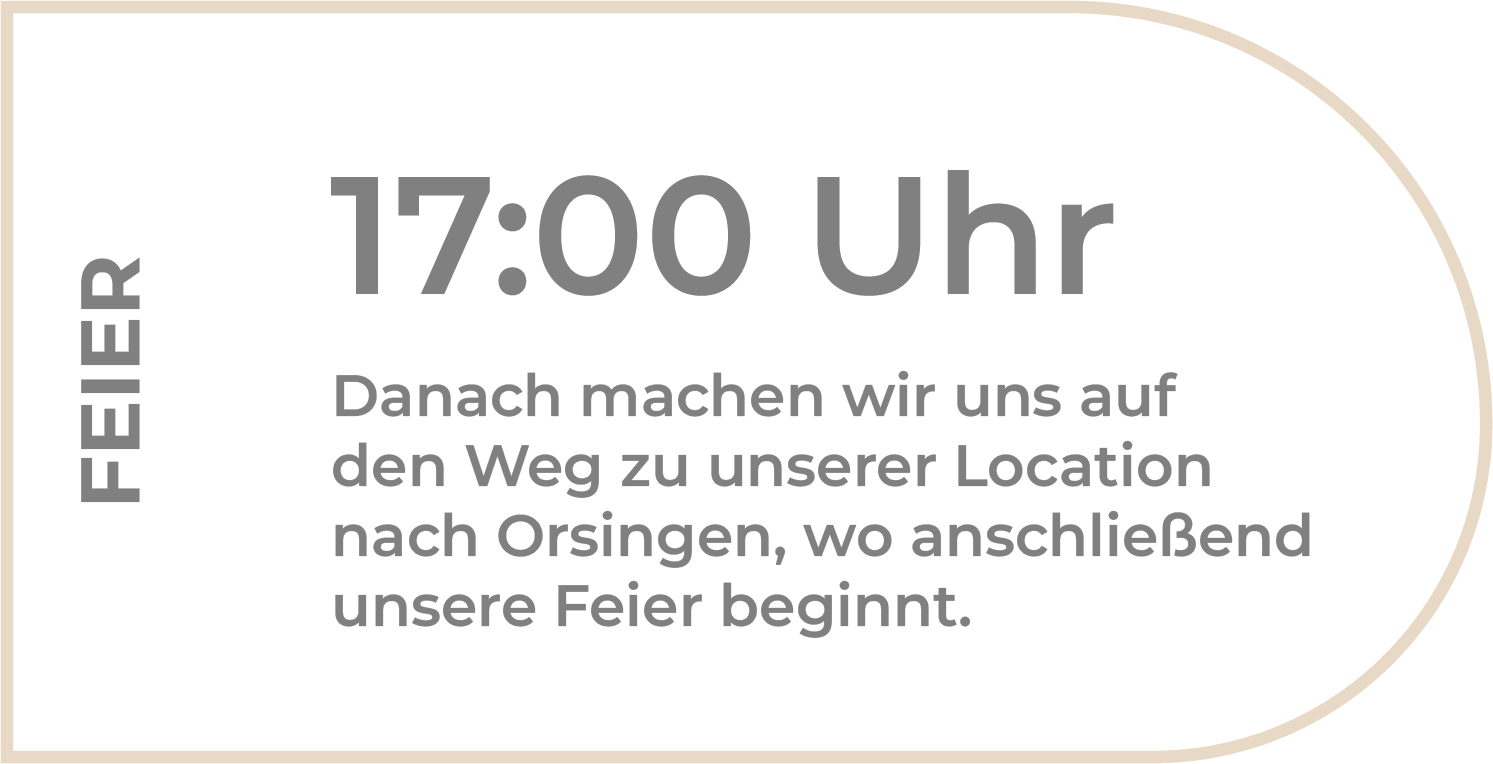 FEIER
17:00 Uhr
Danach machen wir uns auf
den Weg zu unserer Location
nach Orsingen, wo anschließend
unsere Feier beginnt.